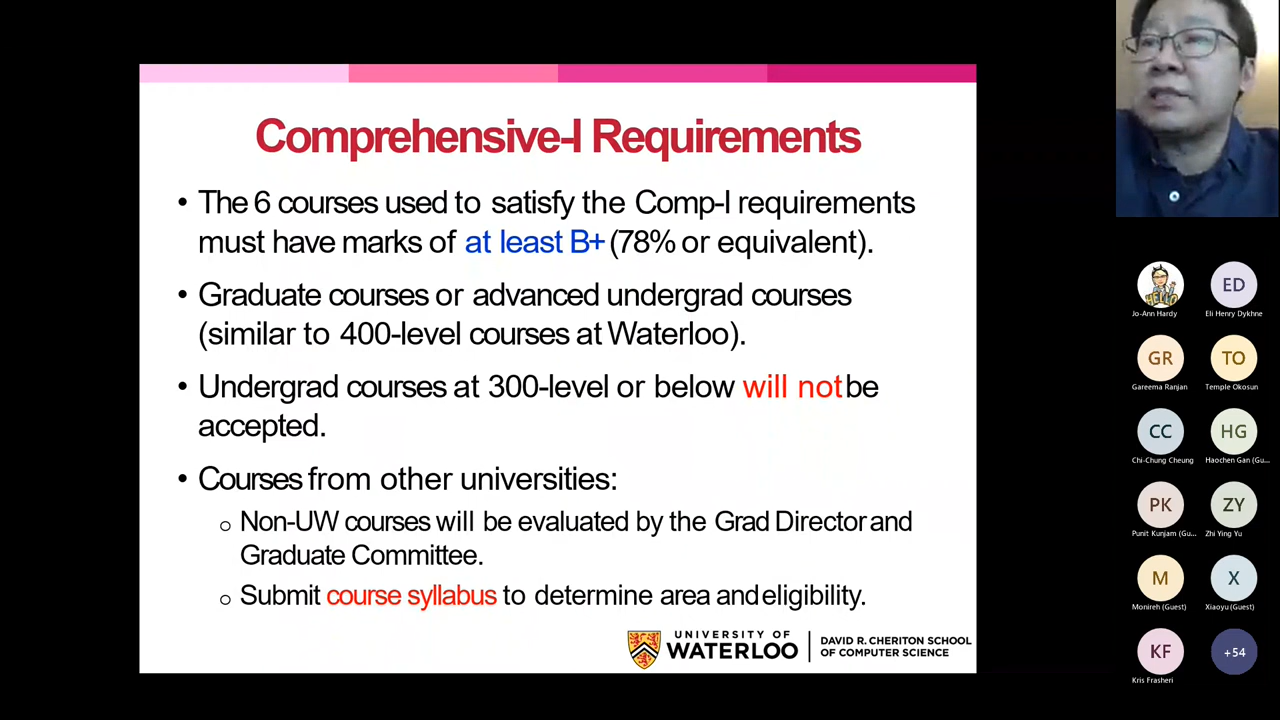 Comprehensive-I Requirements
• The 6 courses used to satisfy the Comp-I requirements
must have marks of at least B+ (78% or equivalent).
• Graduate courses or advanced undergrad courses
(similar to 400-level courses at Waterloo).
• Undergrad courses at 300-level or below will not be
accepted.
• Courses from other universities:
o Non-UW courses will be evaluated by the Grad Director and
Graduate Committee.
o Submit course syllabus to determine area and eligibility.
UNIVERSITY OF
WATERLOO
DAVID R. CHERITON SCHOOL
OF COMPUTER SCIENCE
HELLO
Jo-Ann Hardy
ED
Eli Henry Dykhne
GR
Gareema Ranjan
TO
Temple Okosun
CC
Chi-Chung Cheung
HG
Haochen Gan (Gu...
PK
Punit Kunjam (Gu...
ZY
Zhi Ying Yu
M
Monireh (Guest)
X
Xiaoyu (Guest)
KF
Kris Frasheri
+54